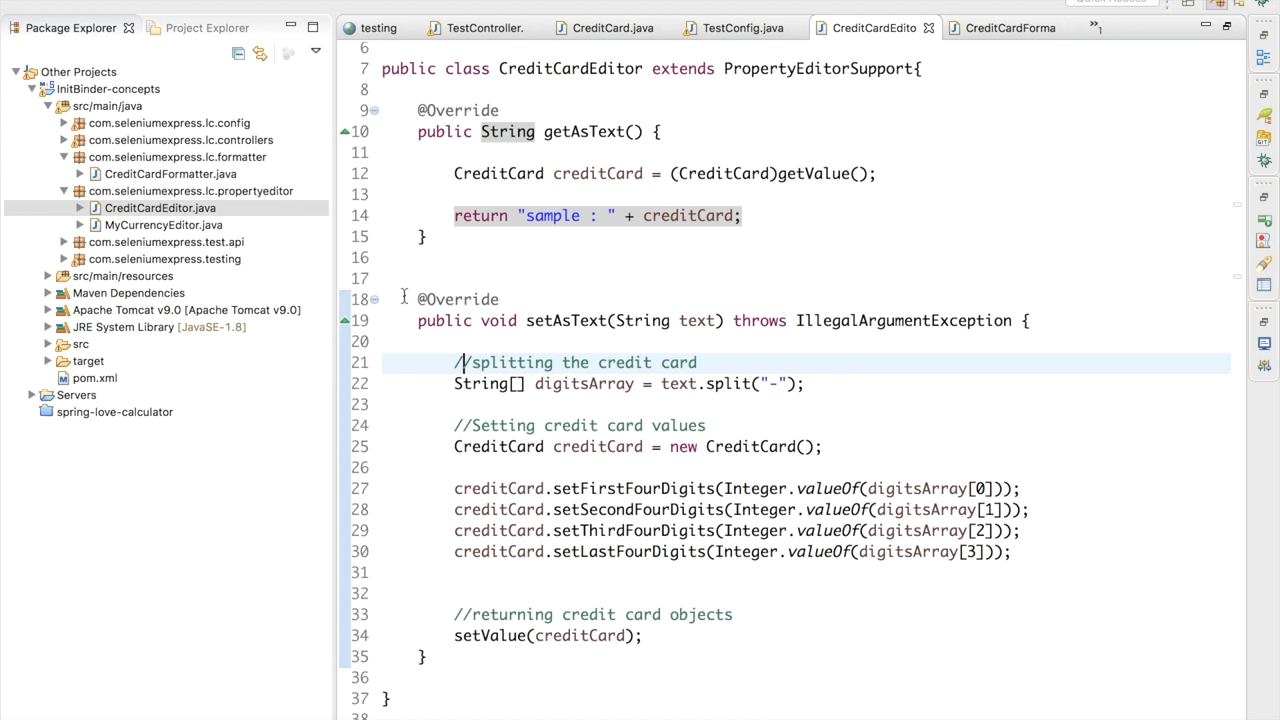 Quick Access
Package Explorer
Project Explorer
testing
TestController.
CreditCard.java
TestConfig.java
CreditCardEdito
CreditCardForma
»1
Other Projects
InitBinder-concepts
src/main/java
com.seleniumexpress.lc.config
com.seleniumexpress.lc.controllers
com.seleniumexpress.lc.formatter
CreditCardFormatter.java
com.seleniumexpress.lc.propertyeditor
CreditCardEditor.java
MyCurrencyEditor.java
com.seleniumexpress.test.api
com.seleniumexpress.testing
src/main/resources
Maven Dependencies
Apache Tomcat v9.0 [Apache Tomcat v9.0]
JRE System Library [JavaSE-1.8]
src
target
pom.xml
Servers
spring-love-calculator
6
7 public class CreditCardEditor extends PropertyEditorSupport{
8
9 @Override
10 public String getAsText() {
11
12 CreditCard creditCard = (CreditCard)getValue();
13
14 return "sample : " + creditCard;
15 }
16
17
18 @Override
19 public void setAsText(String text) throws IllegalArgumentException {
20
21 //splitting the credit card
22 String[] digitsArray = text.split("-");
23
24 //Setting credit card values
25 CreditCard creditCard = new CreditCard();
26
27 creditCard.setFirstFourDigits(Integer.valueOf(digitsArray[0]));
28 creditCard.setSecondFourDigits(Integer.valueOf(digitsArray[1]));
29 creditCard.setThirdFourDigits(Integer.valueOf(digitsArray[2]));
30 creditCard.setLastFourDigits(Integer.valueOf(digitsArray[3]));
31
32
33 //returning credit card objects
34 setValue(creditCard);
35 }
36
37 }
38